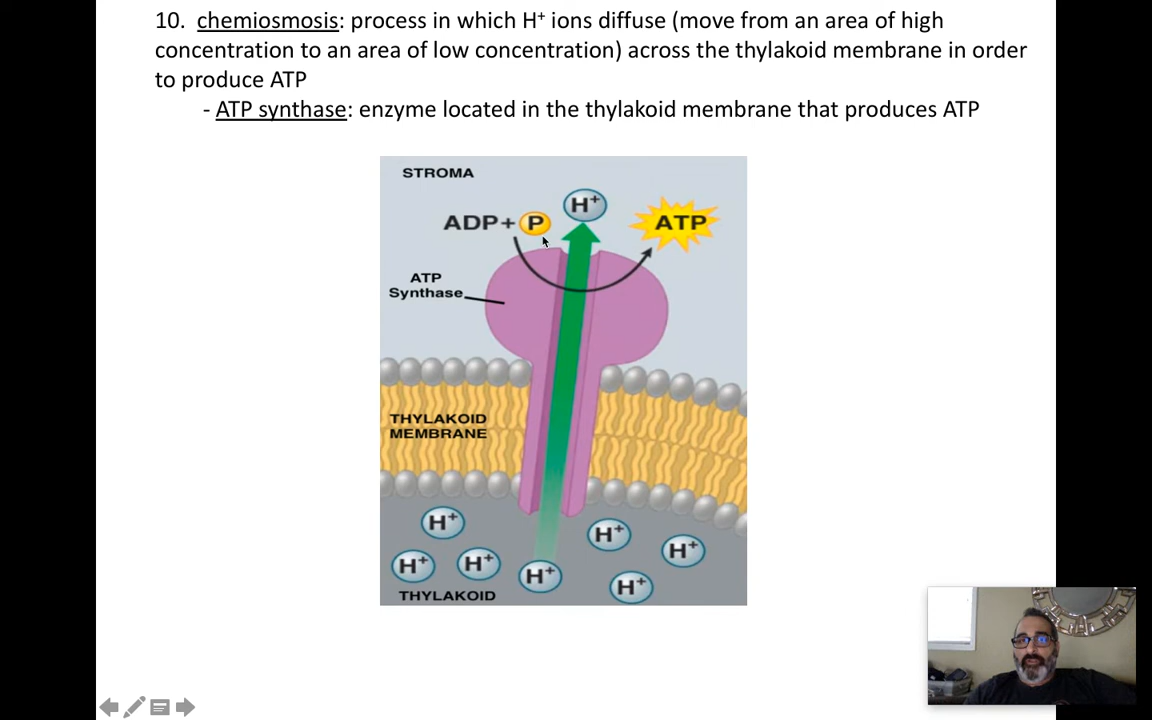 10. chemiosmosis: process in which H⁺ ions diffuse (move from an area of high
concentration to an area of low concentration) across the thylakoid membrane in order
to produce ATP
- ATP synthase: enzyme located in the thylakoid membrane that produces ATP
STROMA
H⁺
ADP+ P
ATP
ATP
Synthase
THYLAKOID
MEMBRANE
H⁺
H⁺
H⁺
H⁺
H⁺
H⁺
H⁺
THYLAKOID